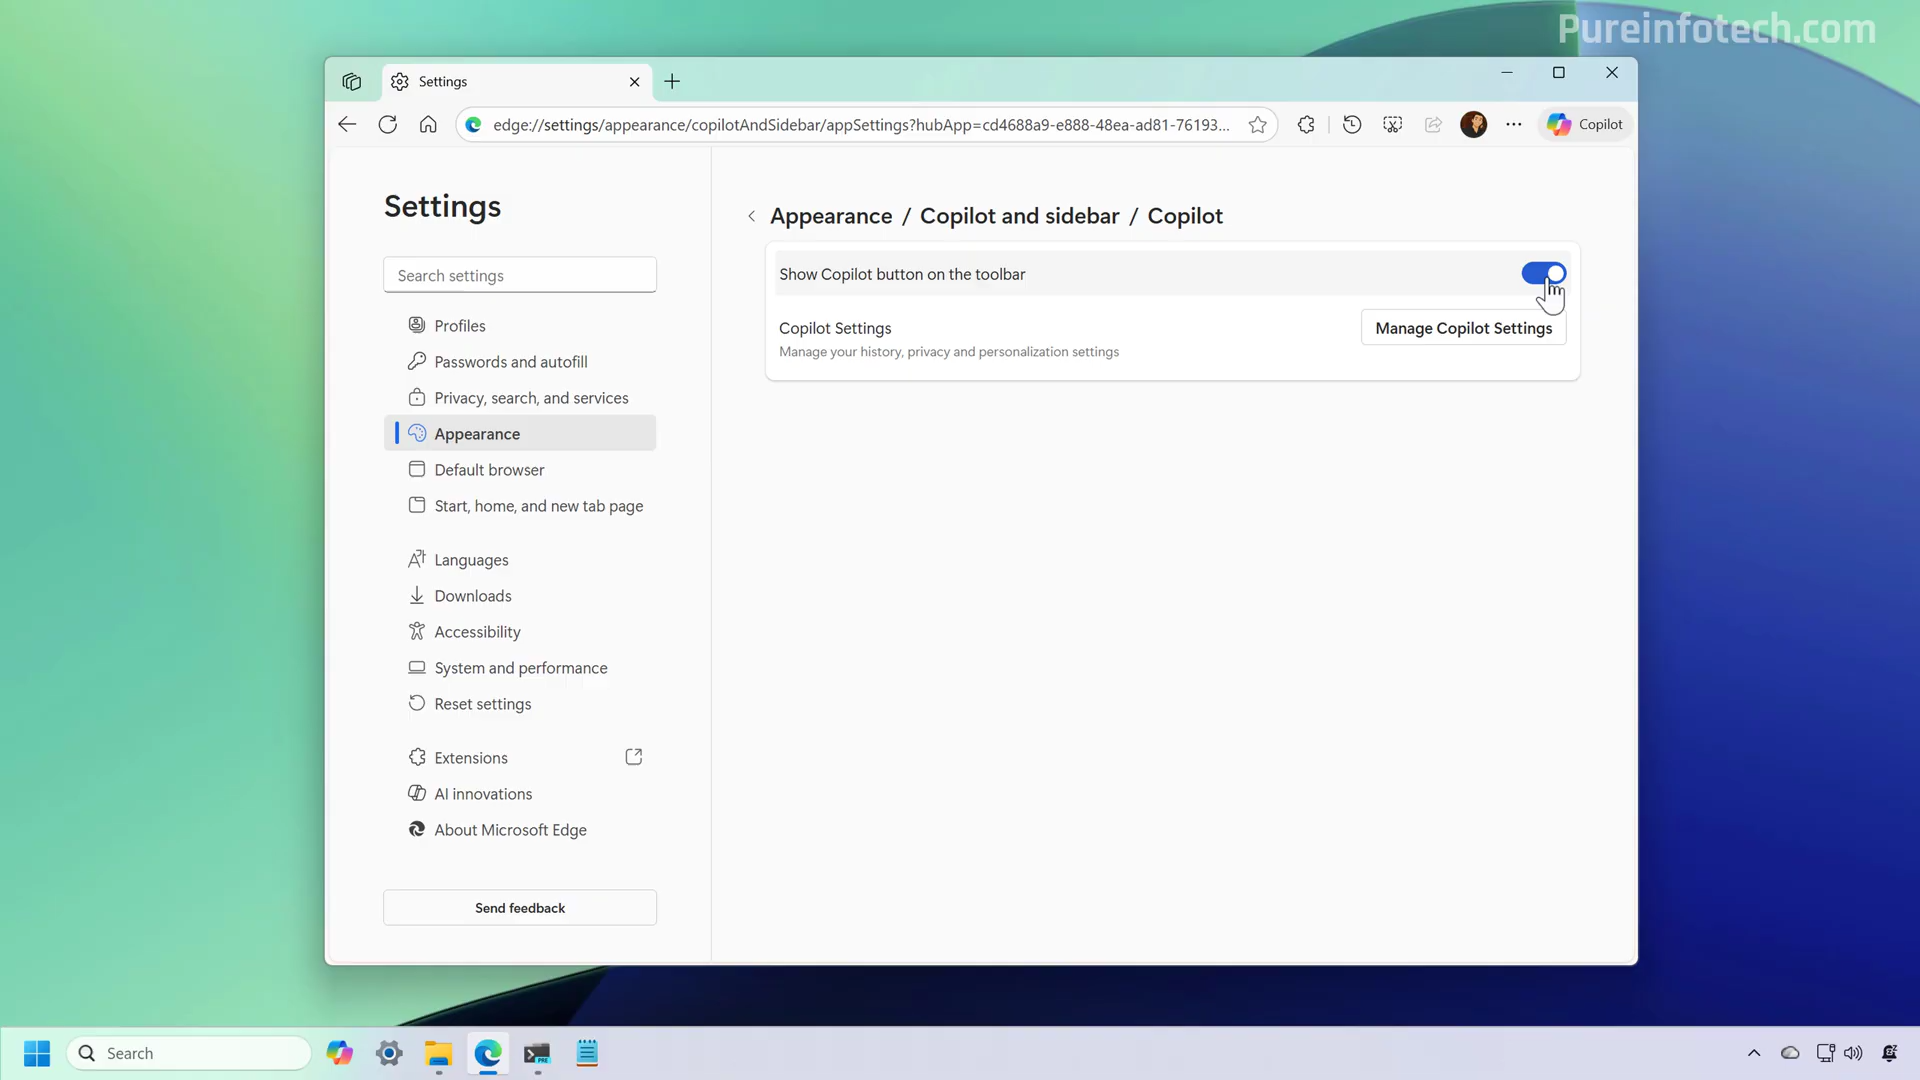 Pureinfotech.com
Settings
edge://settings/appearance/copilotAndSidebar/appSettings?hubApp=cd4688a9-e888-48ea-ad81-76193...
Copilot
Settings
Search settings
Profiles
Passwords and autofill
Privacy, search, and services
Appearance
Default browser
Start, home, and new tab page
Languages
Downloads
Accessibility
System and performance
Reset settings
Extensions
AI innovations
About Microsoft Edge
Send feedback
Appearance / Copilot and sidebar / Copilot
Show Copilot button on the toolbar
Copilot Settings
Manage your history, privacy and personalization settings
Manage Copilot Settings
Search
PRE